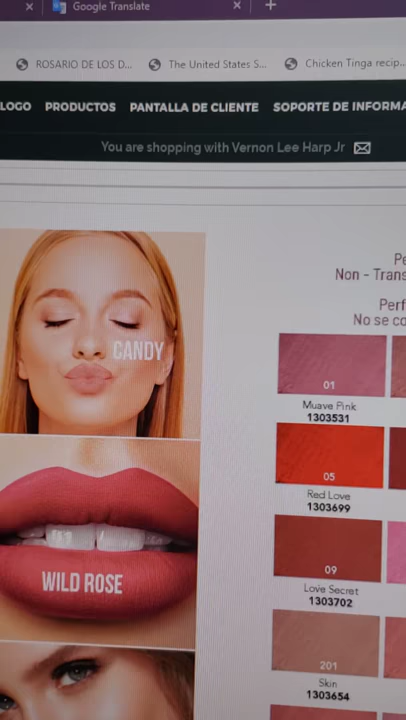 Google Translate
ROSARIO DE LOS D...
The United States S...
Chicken Tinga recip...
LOGO PRODUCTOS PANTALLA DE CLIENTE SOPORTE DE INFORMA
You are shopping with Vernon Lee Harp Jr
Pe
Non - Trans
Perf
No se co
CANDY
01
Muave Pink
1303531
05
Red Love
1303699
WILD ROSE
09
Love Secret
1303702
201
Skin
1303654